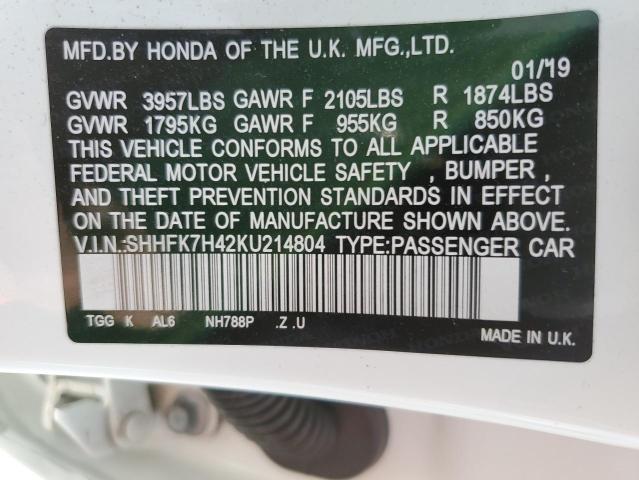 MFD.BY HONDA OF THE U.K. MFG.,LTD.
01/'19
GVWR 3957LBS GAWR F 2105LBS R 1874LBS
GVWR 1795KG GAWR F 955KG R 850KG
THIS VEHICLE CONFORMS TO ALL APPLICABLE
FEDERAL MOTOR VEHICLE SAFETY , BUMPER ,
AND THEFT PREVENTION STANDARDS IN EFFECT
ON THE DATE OF MANUFACTURE SHOWN ABOVE.
V.I.N.:SHHFK7H42KU214804 TYPE:PASSENGER CAR
TGG K AL6 NH788P .Z .U
MADE IN U.K.